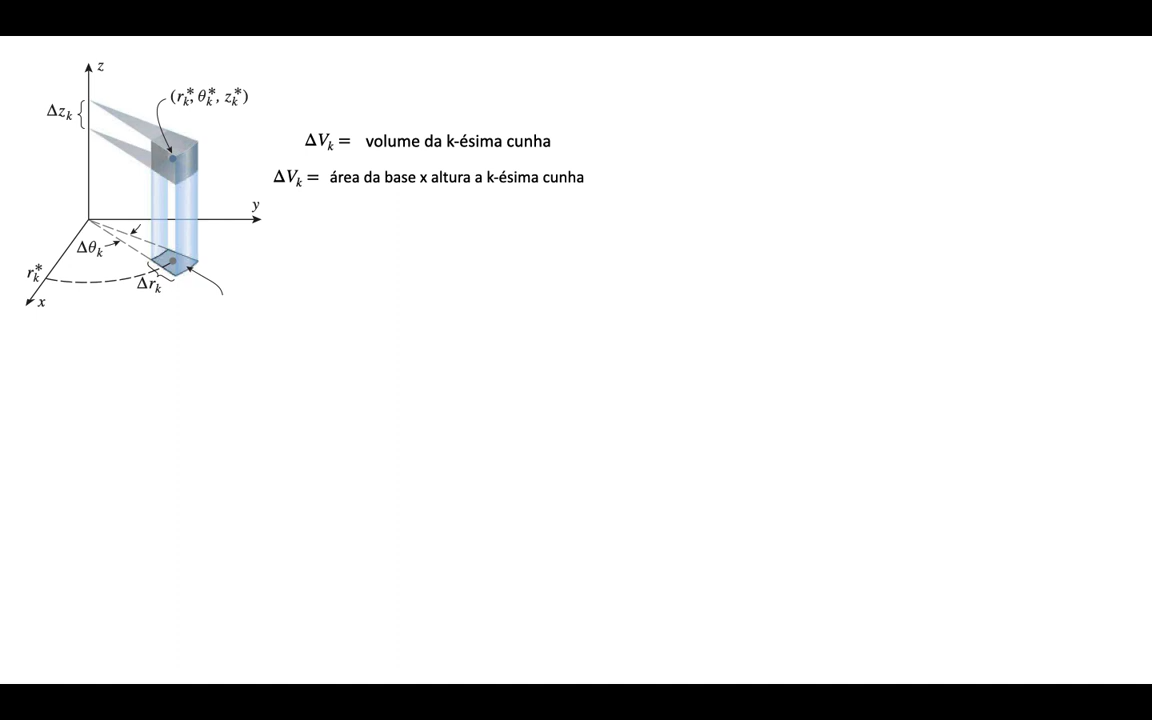 z
Δz_k
(r_k^*, θ_k^*, z_k^*)
ΔV_k = volume da k-ésima cunha
ΔV_k = área da base x altura a k-ésima cunha
y
Δθ_k
r_k^*
Δr_k
x